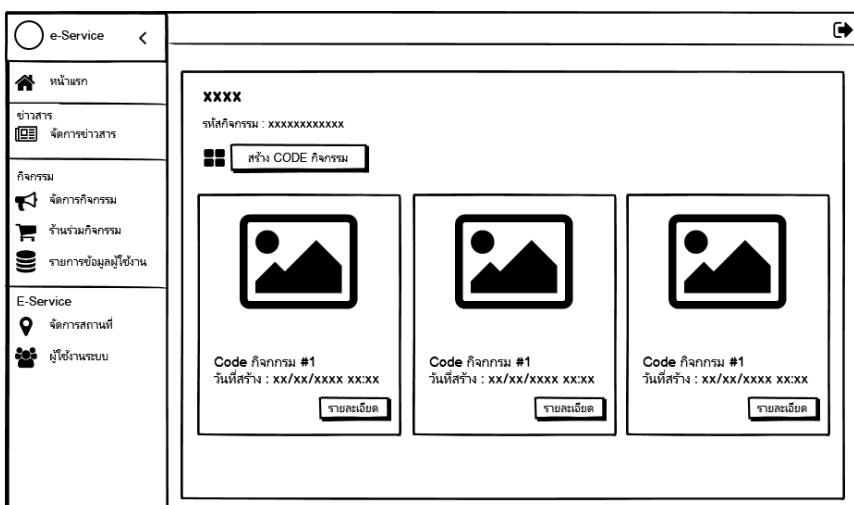 e-Service
หน้าแรก
ข่าวสาร
จัดการข่าวสาร
กิจกรรม
จัดการกิจกรรม
ร้านร่วมกิจกรรม
รายการข้อมูลผู้ใช้งาน
E-Service
จัดการสถานที่
ผู้ใช้งานระบบ
xxxx
รหัสกิจกรรม : xxxxxxxxxxxx
สร้าง CODE กิจกรรม
Code กิจกกรม #1
วันที่สร้าง : xx/xx/xxxx xx:xx
รายละเอียด
Code กิจกกรม #1
วันที่สร้าง : xx/xx/xxxx xx:xx
รายละเอียด
Code กิจกกรม #1
วันที่สร้าง : xx/xx/xxxx xx:xx
รายละเอียด